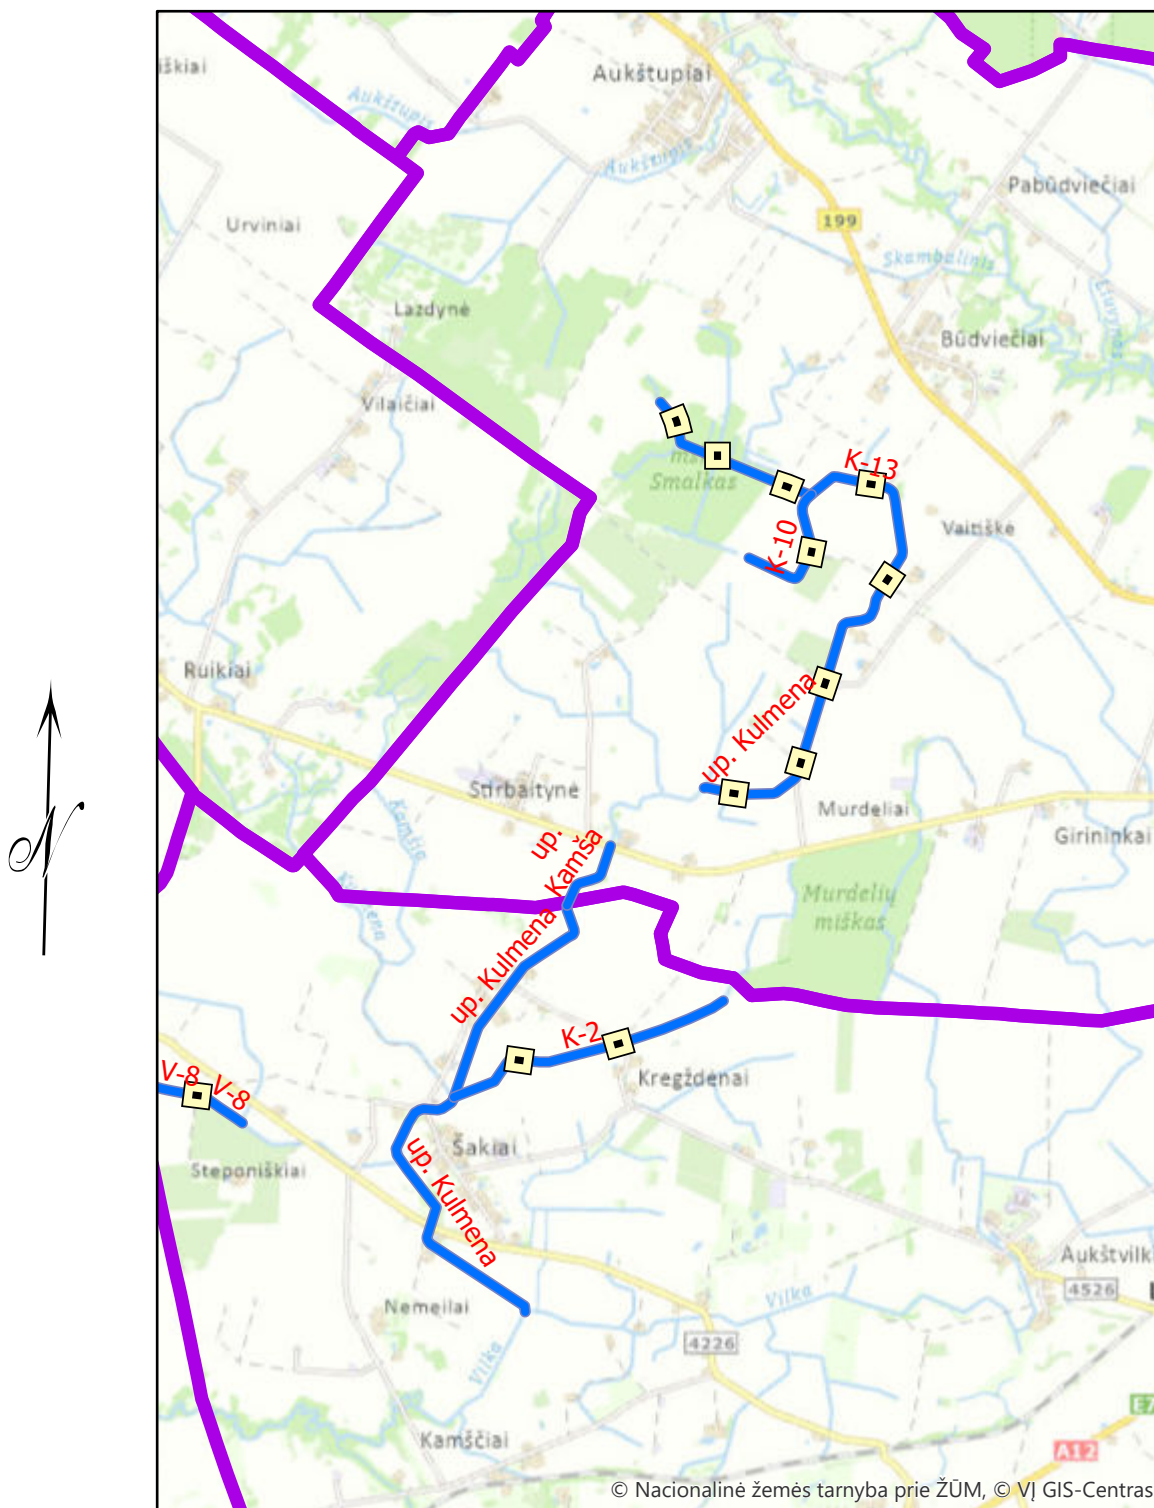 iškiai
Aukštupis
Aukštupiai
Aukštupis
Pabūdviečiai
Urviniai
199
Skambalinis
Lazdynė
Būdviečiai
Vilaičiai
K-13
Smalkas
Vaitiškė
K-10
Ruikiai
up. Kulmena
Stirbaitynė
Murdeliai
Girininkai
up.
Kamša
Murdelių
miškas
N
up. Kulmena
K-2
Kregždėnai
V-8
V-8
Šakiai
Steponiškiai
up. Kulmena
Aukštvilk
4526
Vilka
Nemeilai
4226
Vilka
E7
Kamščiai
A12
© Nacionalinė žemės tarnyba prie ŽŪM, © VĮ GIS-Centras